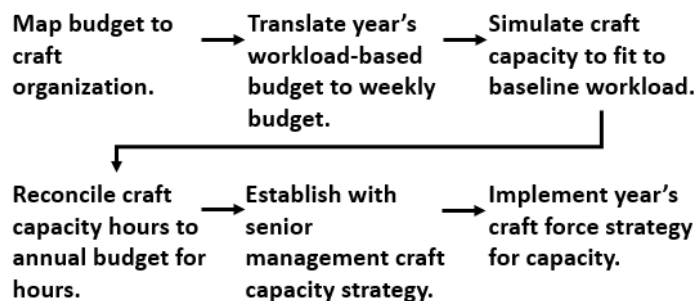 Map budget to
craft
organization.
Translate year's
workload-based
budget to weekly
budget.
Simulate craft
capacity to fit to
baseline workload.
Reconcile craft
capacity hours to
annual budget for
hours.
Establish with
senior
management craft
capacity strategy.
Implement year's
craft force strategy
for capacity.